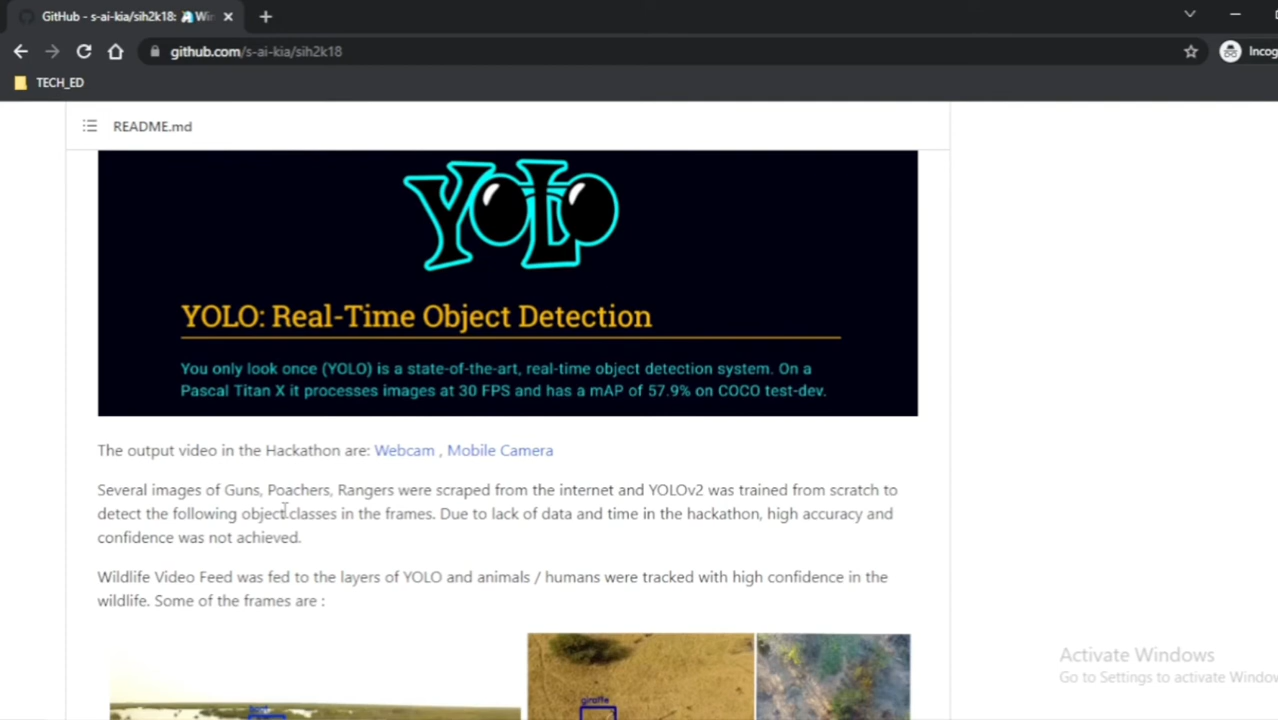 GitHub - s-ai-kia/sih2k18: Win
github.com/s-ai-kia/sih2k18
Incog
TECH_ED
README.md
YOLO
YOLO: Real-Time Object Detection
You only look once (YOLO) is a state-of-the-art, real-time object detection system. On a
Pascal Titan X it processes images at 30 FPS and has a mAP of 57.9% on COCO test-dev.
The output video in the Hackathon are: Webcam , Mobile Camera
Several images of Guns, Poachers, Rangers were scraped from the internet and YOLOv2 was trained from scratch to
detect the following object classes in the frames. Due to lack of data and time in the hackathon, high accuracy and
confidence was not achieved.
Wildlife Video Feed was fed to the layers of YOLO and animals / humans were tracked with high confidence in the
wildlife. Some of the frames are :
giraffe
Activate Windows
Go to Settings to activate Window